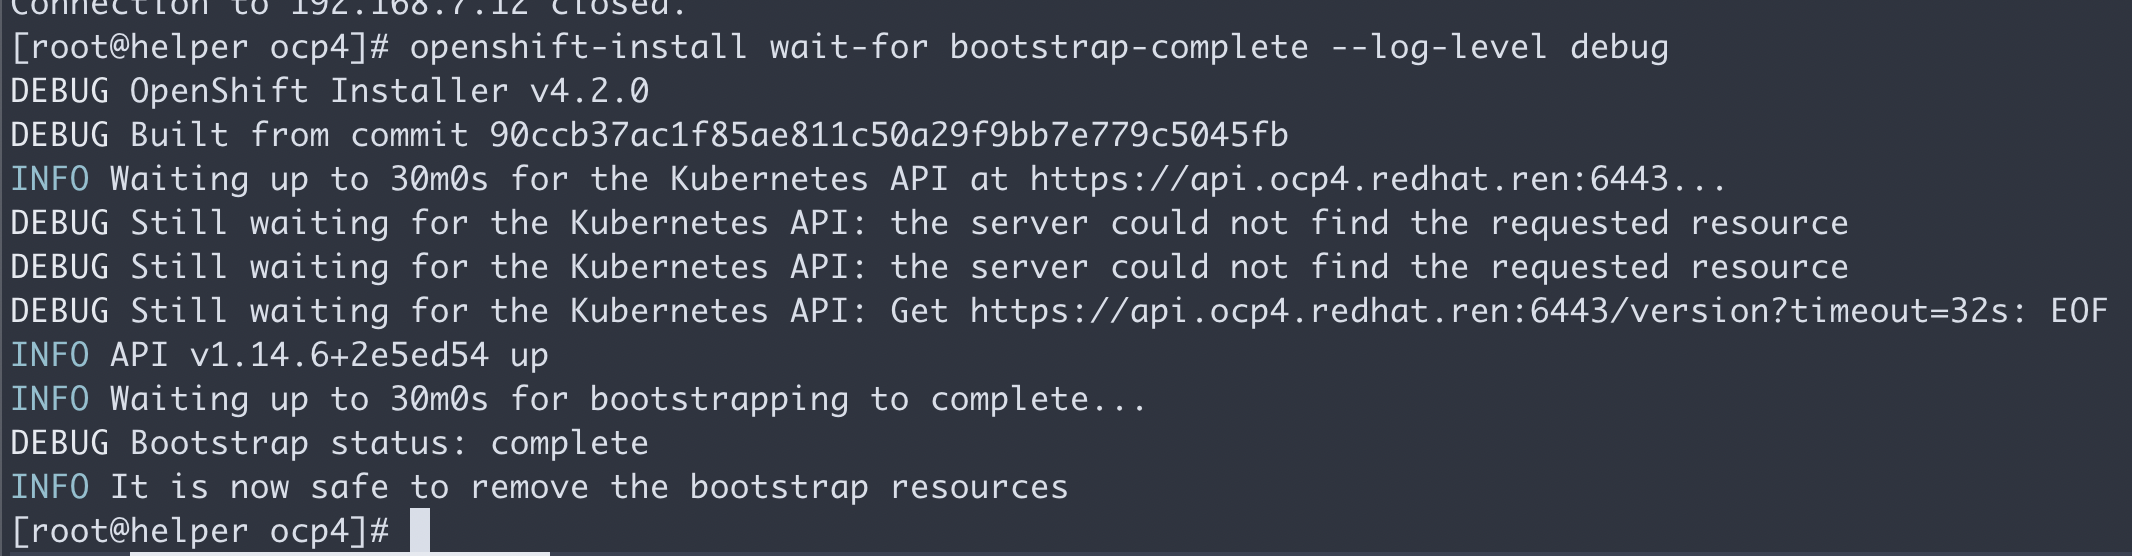 Connection to 192.168.7.12 closed.
[root@helper ocp4]# openshift-install wait-for bootstrap-complete --log-level debug
DEBUG OpenShift Installer v4.2.0
DEBUG Built from commit 90ccb37ac1f85ae811c50a29f9bb7e779c5045fb
INFO Waiting up to 30m0s for the Kubernetes API at https://api.ocp4.redhat.ren:6443...
DEBUG Still waiting for the Kubernetes API: the server could not find the requested resource
DEBUG Still waiting for the Kubernetes API: the server could not find the requested resource
DEBUG Still waiting for the Kubernetes API: Get https://api.ocp4.redhat.ren:6443/version?timeout=32s: EOF
INFO API v1.14.6+2e5ed54 up
INFO Waiting up to 30m0s for bootstrapping to complete...
DEBUG Bootstrap status: complete
INFO It is now safe to remove the bootstrap resources
[root@helper ocp4]#